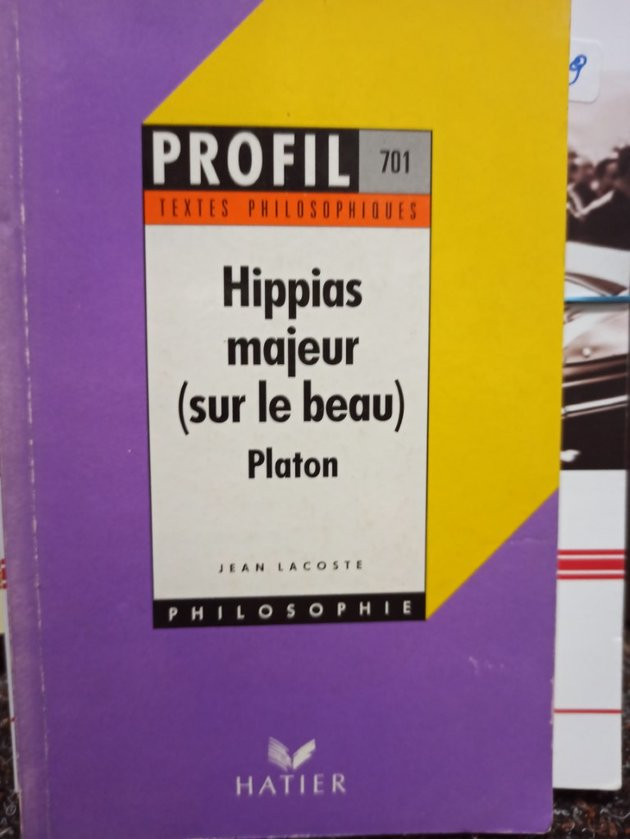 PROFIL 701
TEXTES PHILOSOPHIQUES
Hippias
majeur
(sur le beau)
Platon
JEAN LACOSTE
PHILOSOPHIE
HATIER